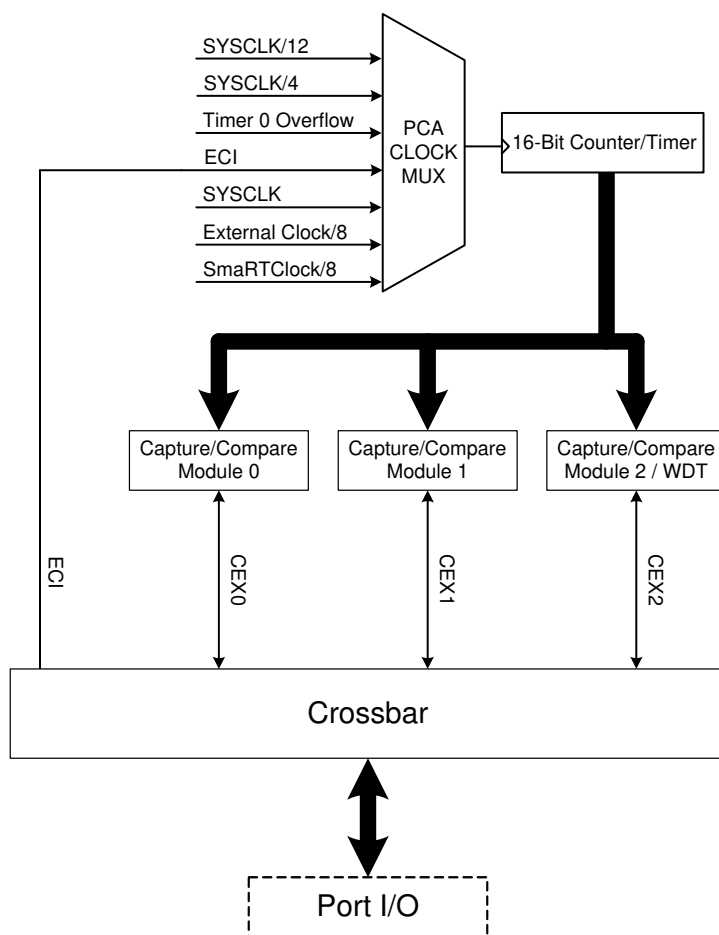 SYSCLK/12
SYSCLK/4
Timer 0 Overflow
ECI
SYSCLK
External Clock/8
SmaRTClock/8
PCA
CLOCK
MUX
16-Bit Counter/Timer
Capture/Compare
Module 0
Capture/Compare
Module 1
Capture/Compare
Module 2 / WDT
ECI
CEX0
CEX1
CEX2
Crossbar
Port I/O